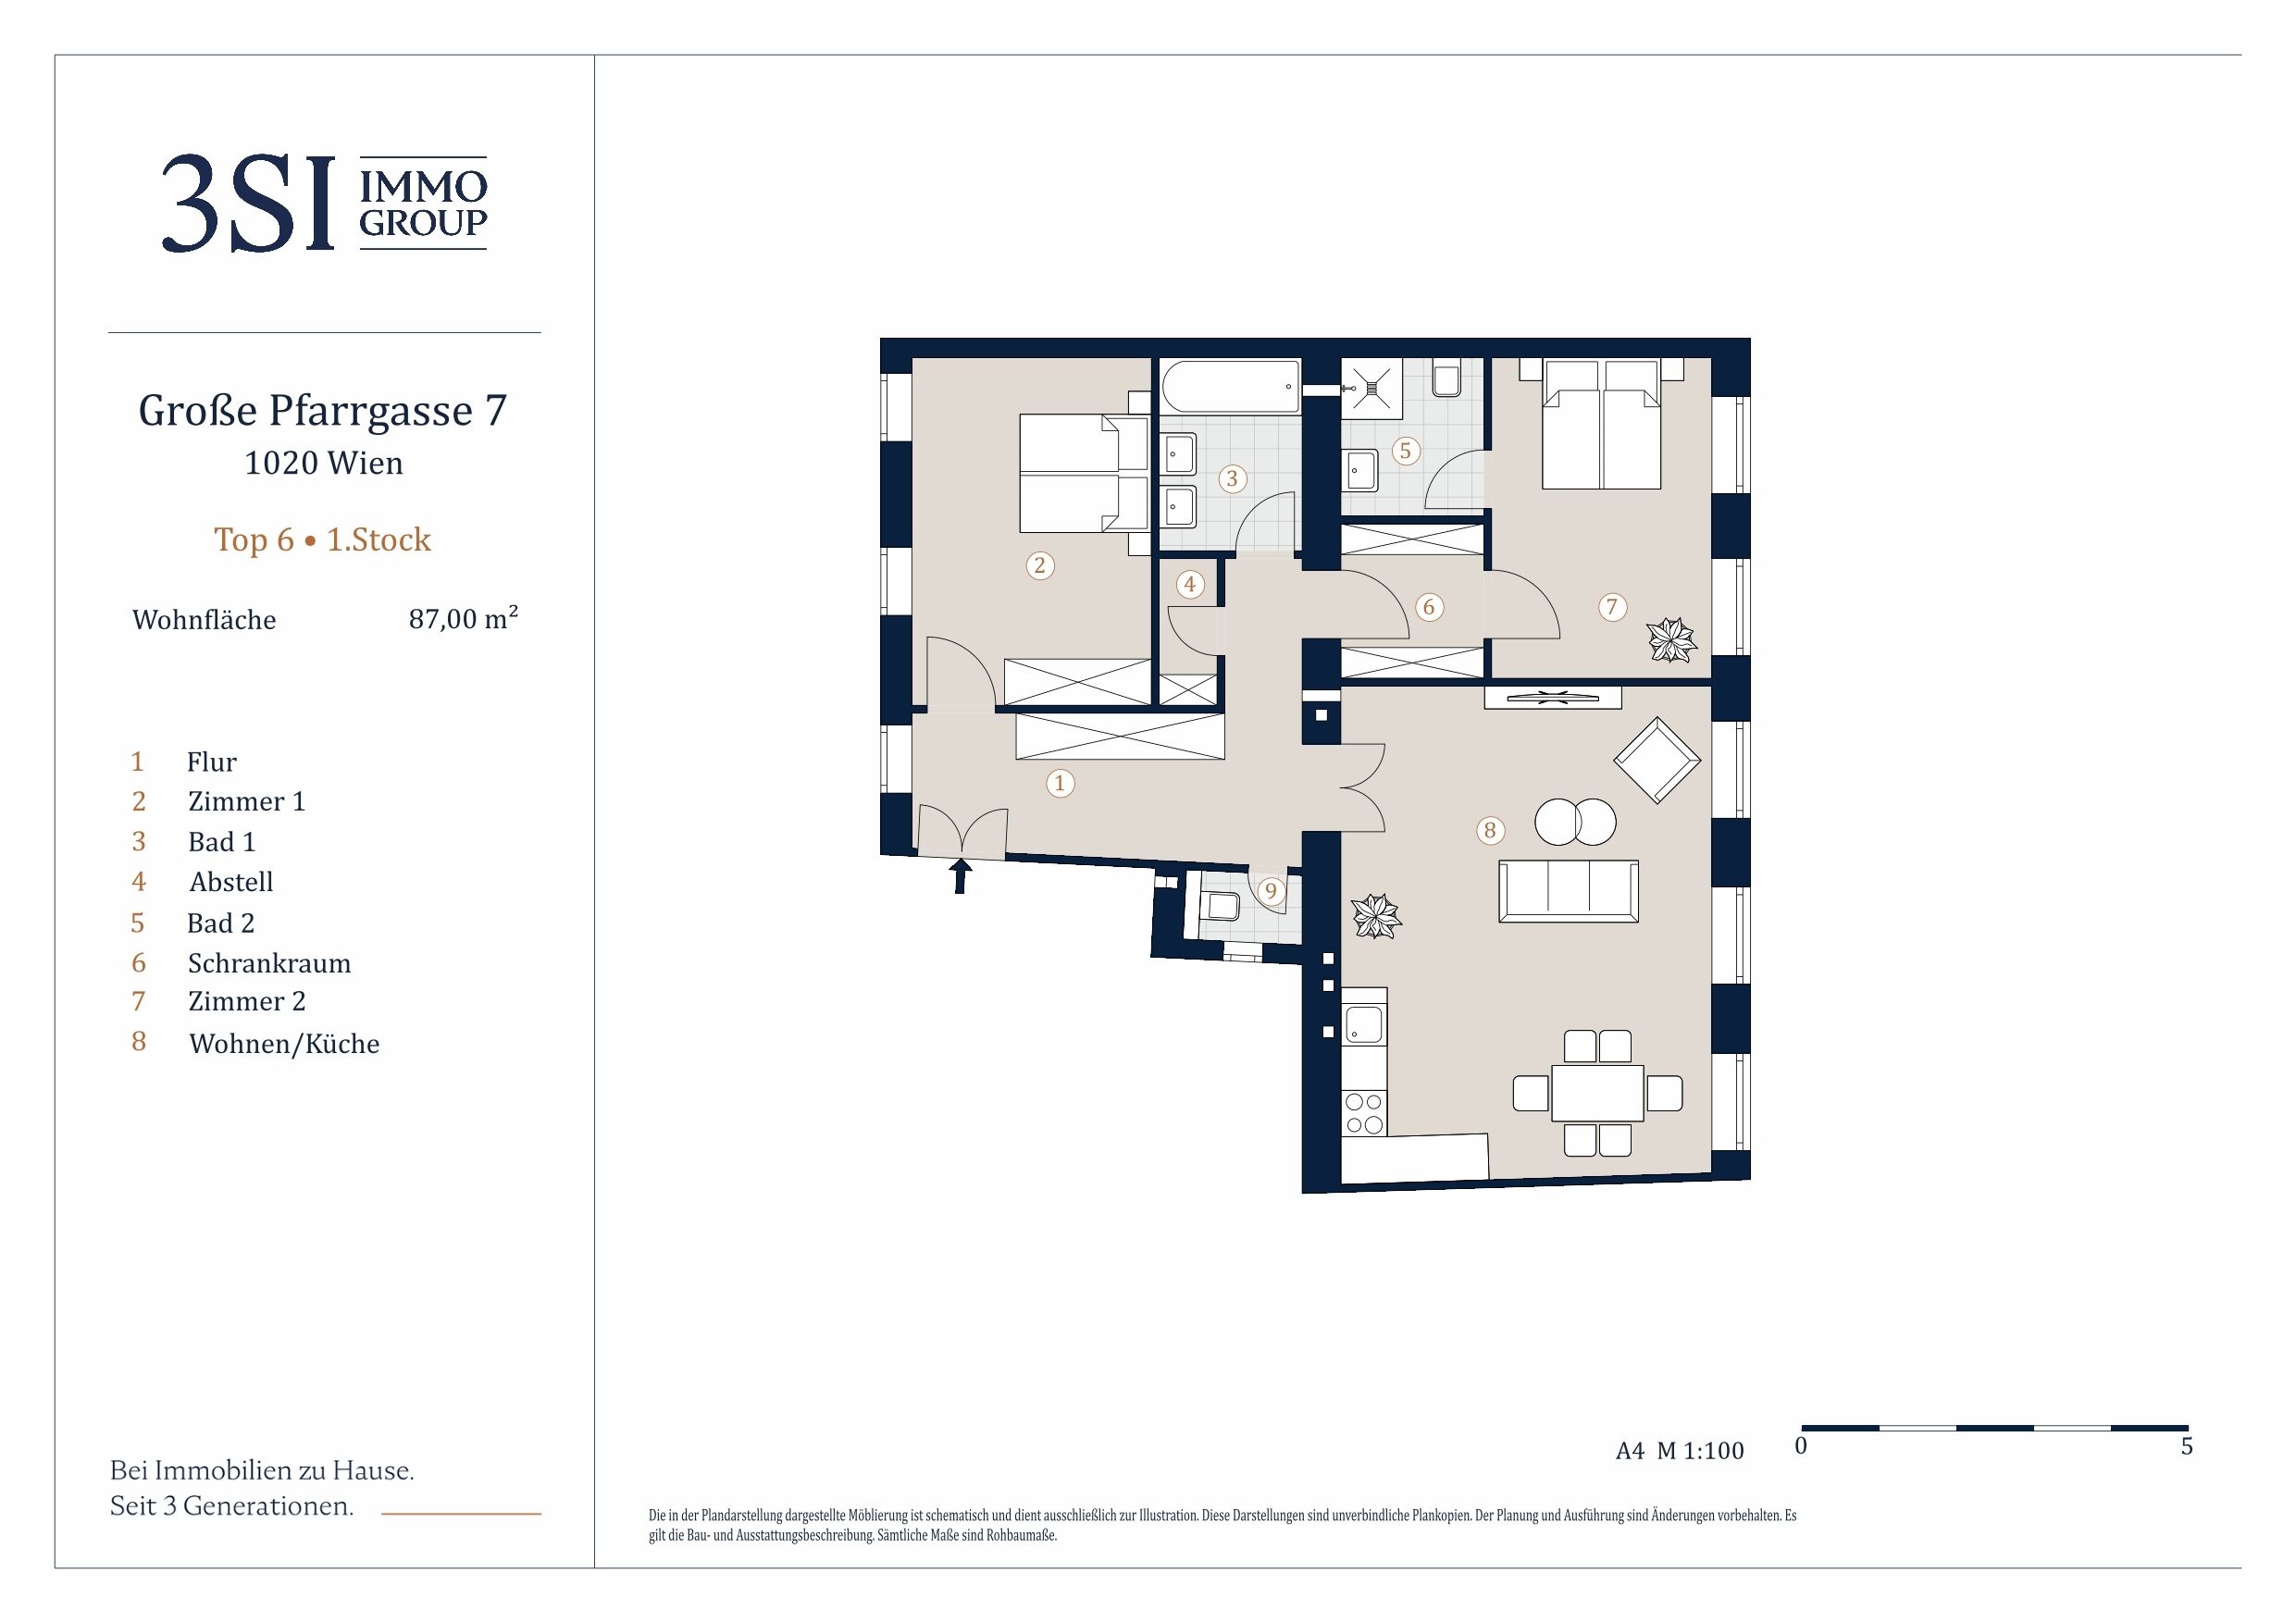 3SI IMMO
GROUP
Große Pfarrgasse 7
1020 Wien
Top 6 • 1.Stock
Wohnfläche 87,00 m²
1 Flur
2 Zimmer 1
3 Bad 1
4 Abstell
5 Bad 2
6 Schrankraum
7 Zimmer 2
8 Wohnen/Küche
Bei Immobilien zu Hause.
Seit 3 Generationen.
5
3
2
4
6
7
1
8
9
A4 M 1:100
0 5
Die in der Plandarstellung dargestellte Möblierung ist schematisch und dient ausschließlich zur Illustration. Diese Darstellungen sind unverbindliche Plankopien. Der Planung und Ausführung sind Änderungen vorbehalten. Es
gilt die Bau- und Ausstattungsbeschreibung. Sämtliche Maße sind Rohbaumaße.